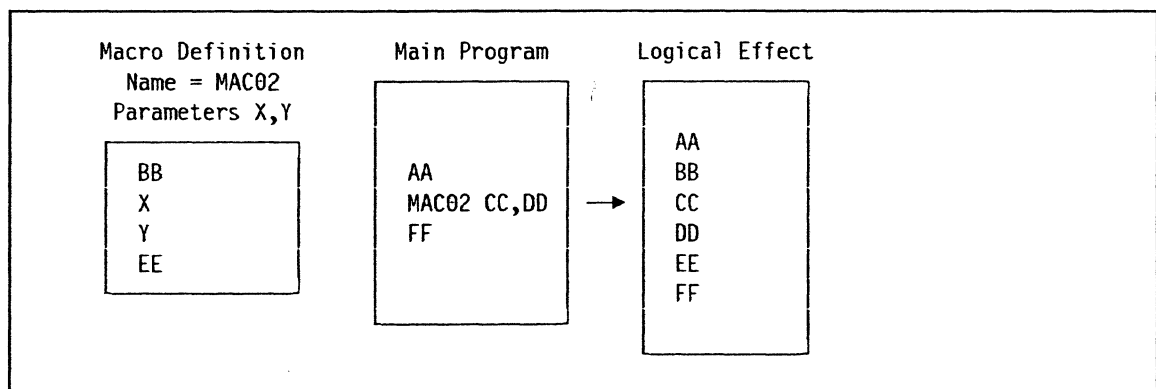 Macro Definition
Name = MAC02
Parameters X,Y
BB
X
Y
EE
Main Program
AA
MAC02 CC,DD
FF
Logical Effect
AA
BB
CC
DD
EE
FF